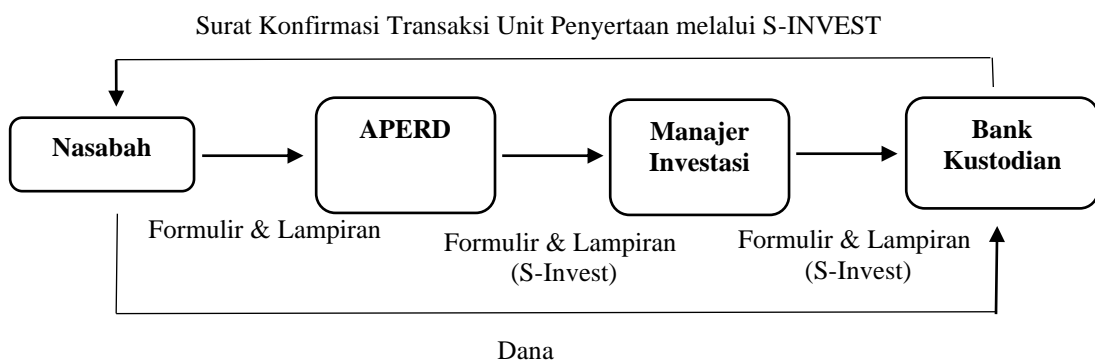 Surat Konfirmasi Transaksi Unit Penyertaan melalui S-INVEST
Nasabah
APERD
Manajer
Investasi
Bank
Kustodian
Formulir & Lampiran
Formulir & Lampiran
(S-Invest)
Formulir & Lampiran
(S-Invest)
Dana